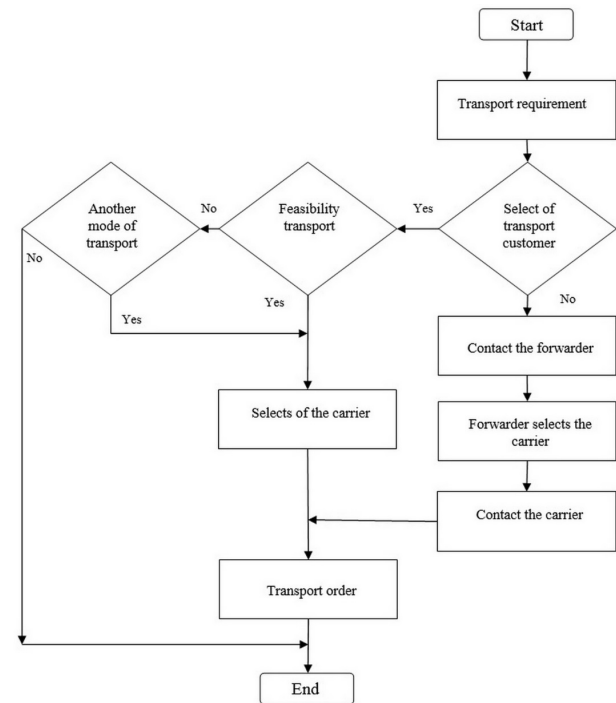 Start
Transport requirement
Another
mode of
transport
No
Feasibility
transport
Yes
Select of
transport
customer
No
Yes
Yes
No
Contact the forwarder
Selects of the carrier
Forwarder selects the
carrier
Contact the carrier
Transport order
End